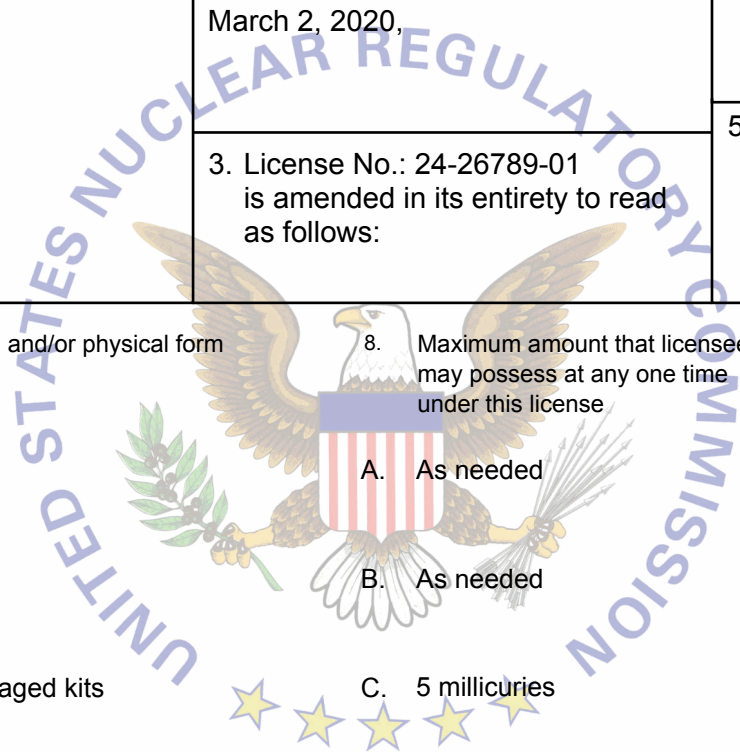 March 2, 2020,
5
3. License No.: 24-26789-01
is amended in its entirety to read
as follows:
and/or physical form
8. Maximum amount that licensee
may possess at any one time
under this license
A. As needed
B. As needed
aged kits
C. 5 millicuries
UNITED STATES NUCLEAR REGULATORY COMMISSION